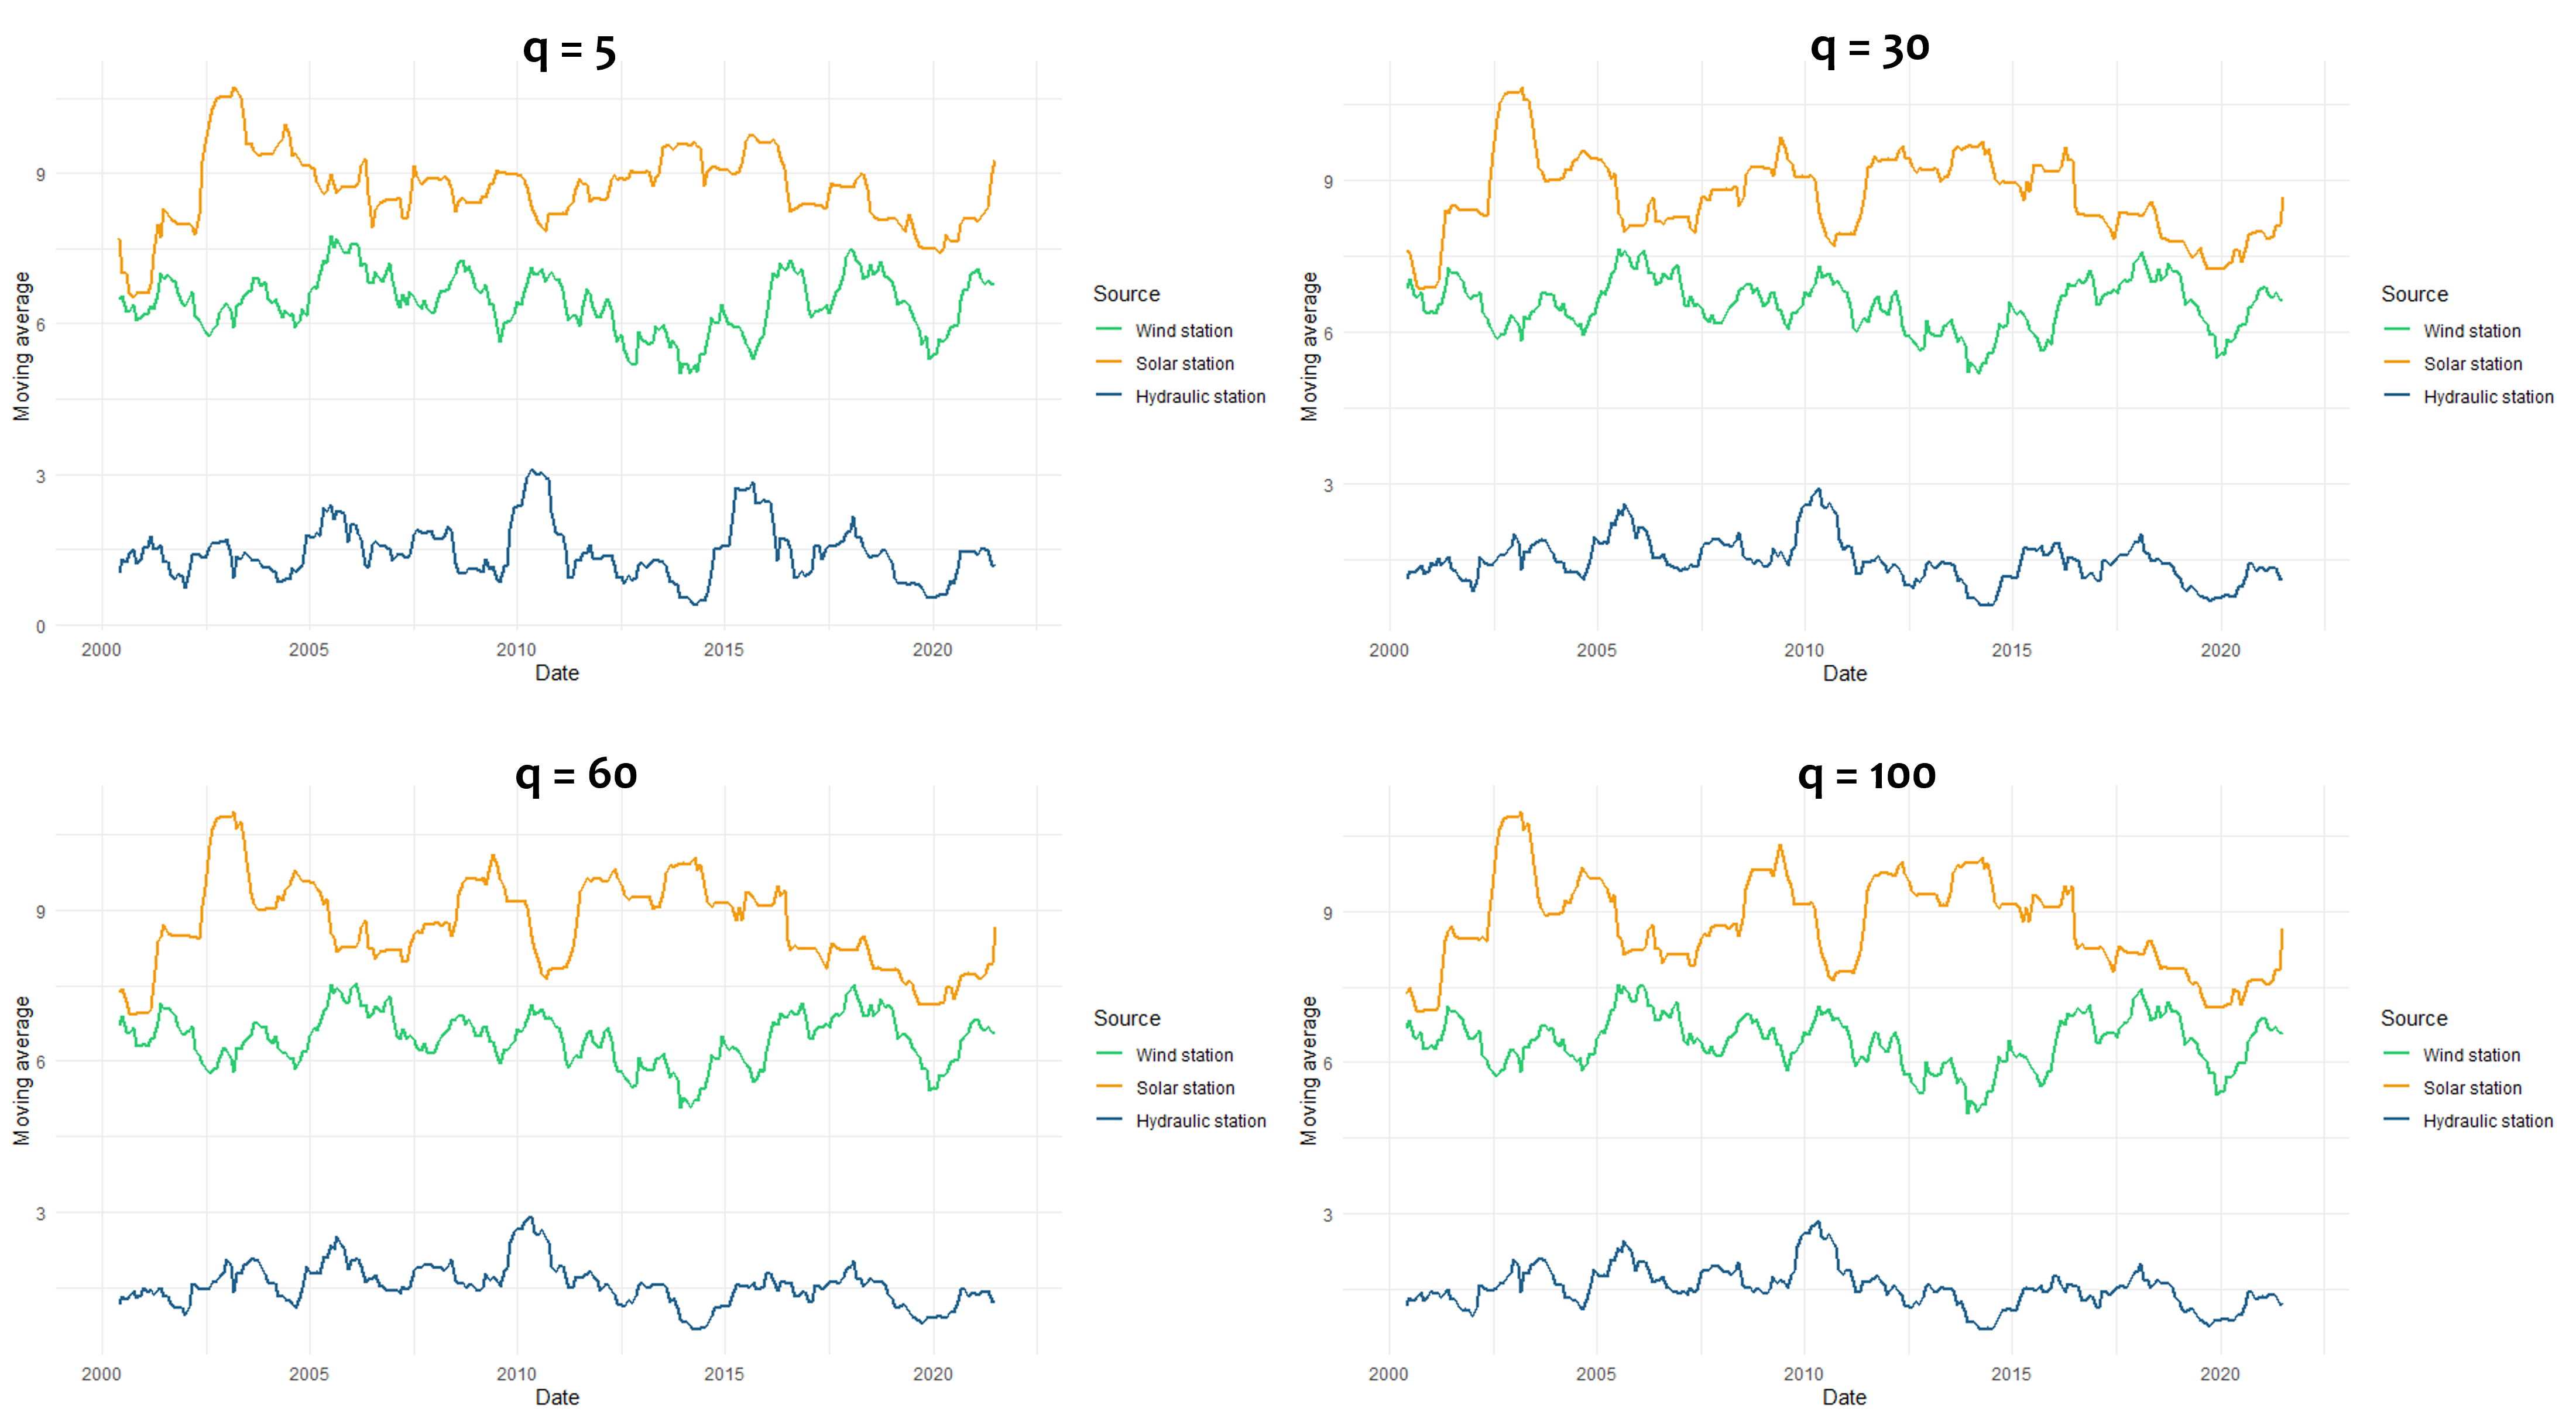 q = 5
Moving average
9
6
3
0
2000 2005 2010 2015 2020
Date
Source
Wind station
Solar station
Hydraulic station
q = 30
Moving average
9
6
3
2000 2005 2010 2015 2020
Date
Source
Wind station
Solar station
Hydraulic station
q = 60
Moving average
9
6
3
2000 2005 2010 2015 2020
Date
Source
Wind station
Solar station
Hydraulic station
q = 100
Moving average
9
6
3
2000 2005 2010 2015 2020
Date
Source
Wind station
Solar station
Hydraulic station